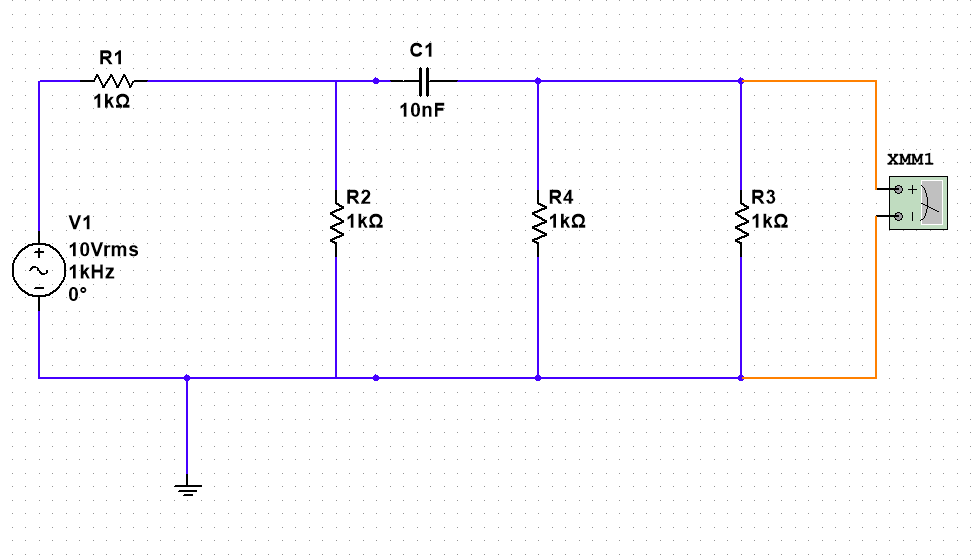 R1
1kΩ
C1
10nF
XMM1
R2
1kΩ
R4
1kΩ
R3
1kΩ
V1
10Vrms
1kHz
0°